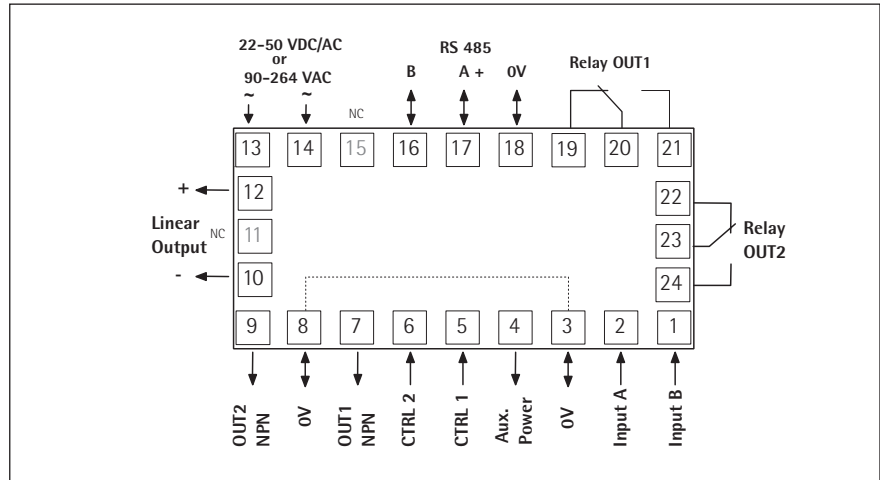 22-50 VDC/AC
or
90-264 VAC
~ ~
RS 485
B A + 0V
Relay OUT1
NC
13 14 15 16 17 18 19 20 21
+ 12
22
Linear
Output
NC 11
23
Relay
OUT2
- 10
24
9 8 7 6 5 4 3 2 1
OUT2
NPN
0V
OUT1
NPN
CTRL 2
CTRL 1
Aux.
Power
0V
Input A
Input B